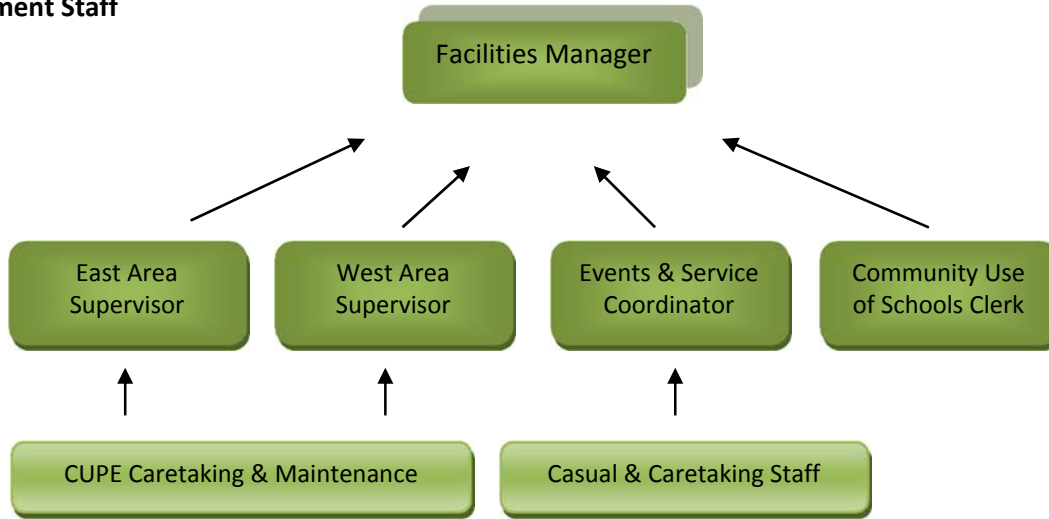 ment Staff
Facilities Manager
East Area
Supervisor
West Area
Supervisor
Events & Service
Coordinator
Community Use
of Schools Clerk
CUPE Caretaking & Maintenance
Casual & Caretaking Staff